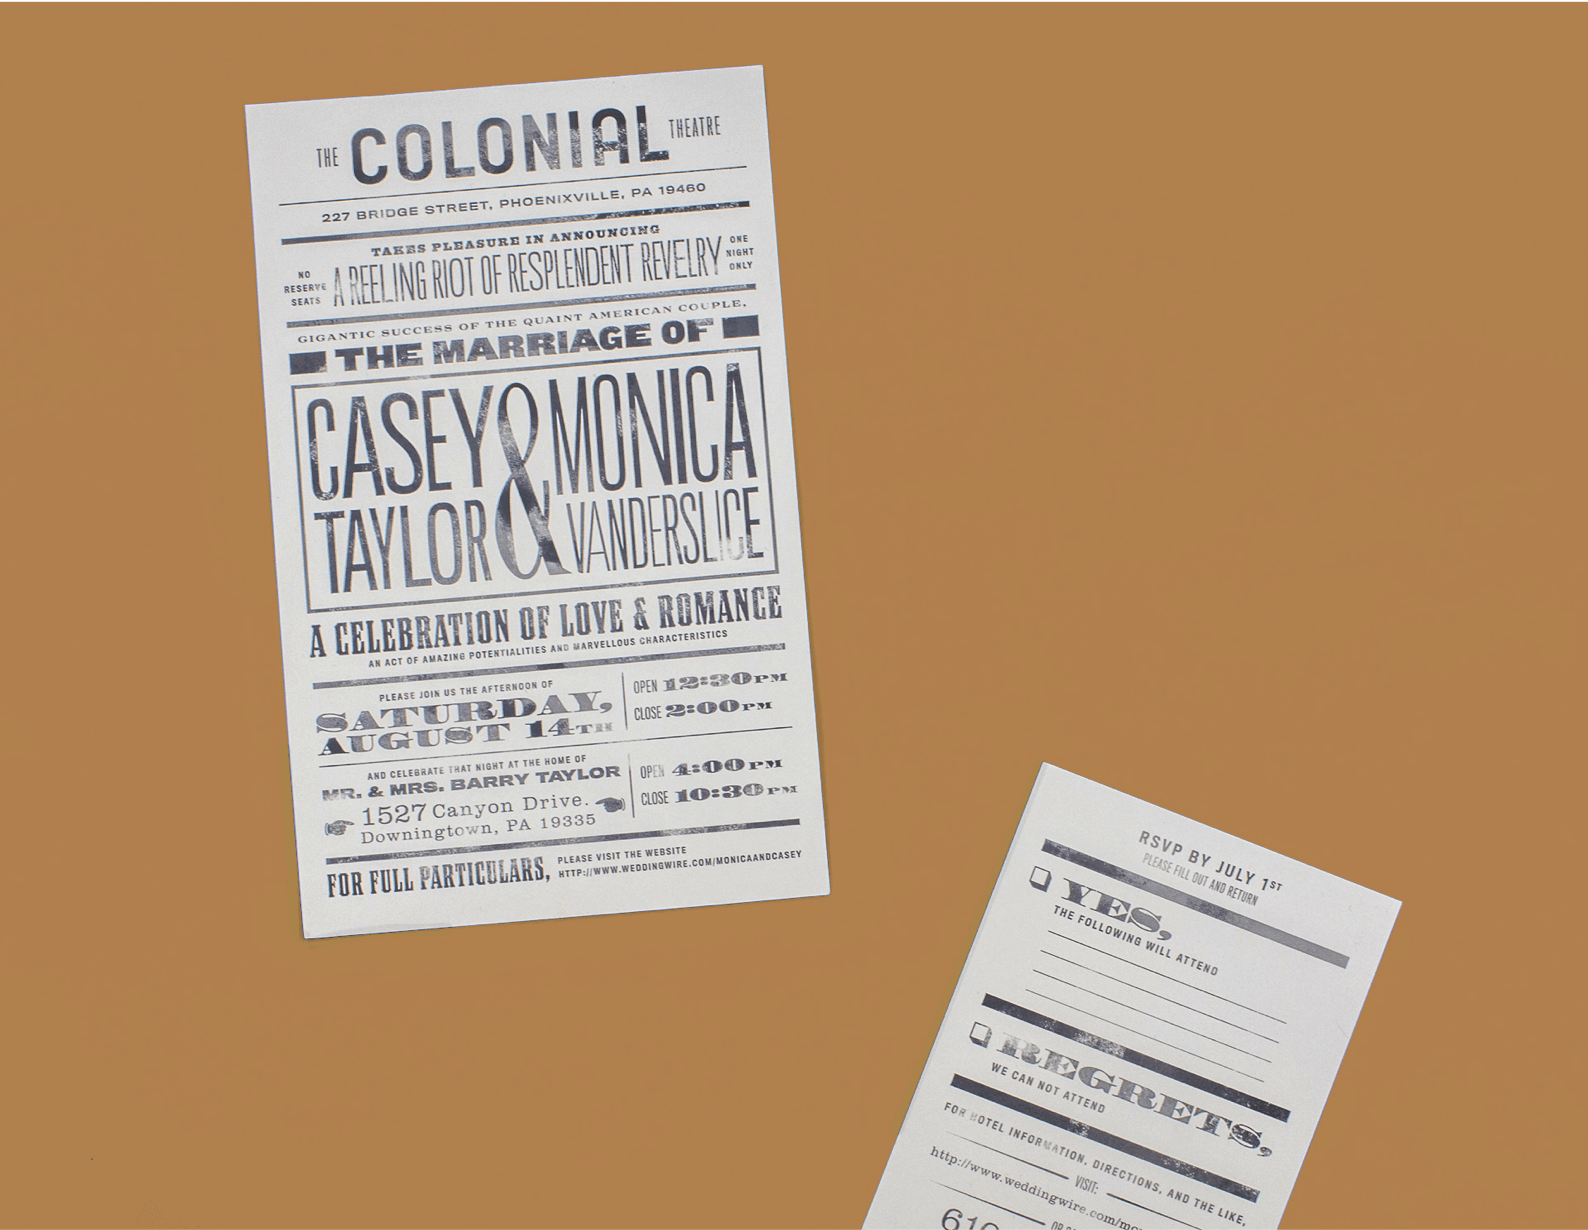 THE COLONIAL THEATRE
227 BRIDGE STREET, PHOENIXVILLE, PA 19460
TAKES PLEASURE IN ANNOUNCING
NO RESERVE SEATS A REELING RIOT OF RESPLENDENT REVELRY ONE NIGHT ONLY
GIGANTIC SUCCESS OF THE QUAINT AMERICAN COUPLE,
THE MARRIAGE OF
CASEY & MONICA
TAYLOR VANDERSLICE
A CELEBRATION OF LOVE & ROMANCE
AN ACT OF AMAZING POTENTIALITIES AND MARVELLOUS CHARACTERISTICS
PLEASE JOIN US THE AFTERNOON OF
SATURDAY,
AUGUST 14TH
OPEN 12:30PM
CLOSE 2:00PM
AND CELEBRATE THAT NIGHT AT THE HOME OF
MR. & MRS. BARRY TAYLOR
1527 Canyon Drive.
Downingtown, PA 19335
OPEN 4:00PM
CLOSE 10:30PM
FOR FULL PARTICULARS,
PLEASE VISIT THE WEBSITE
HTTP://WWW.WEDDINGWIRE.COM/MONICAANDCASEY
RSVP BY JULY 1ST
PLEASE FILL OUT AND RETURN
YES,
THE FOLLOWING WILL ATTEND
REGRETS,
WE CAN NOT ATTEND
FOR HOTEL INFORMATION, DIRECTIONS, AND THE LIKE,
VISIT:
http://www.weddingwire.com/mo
610